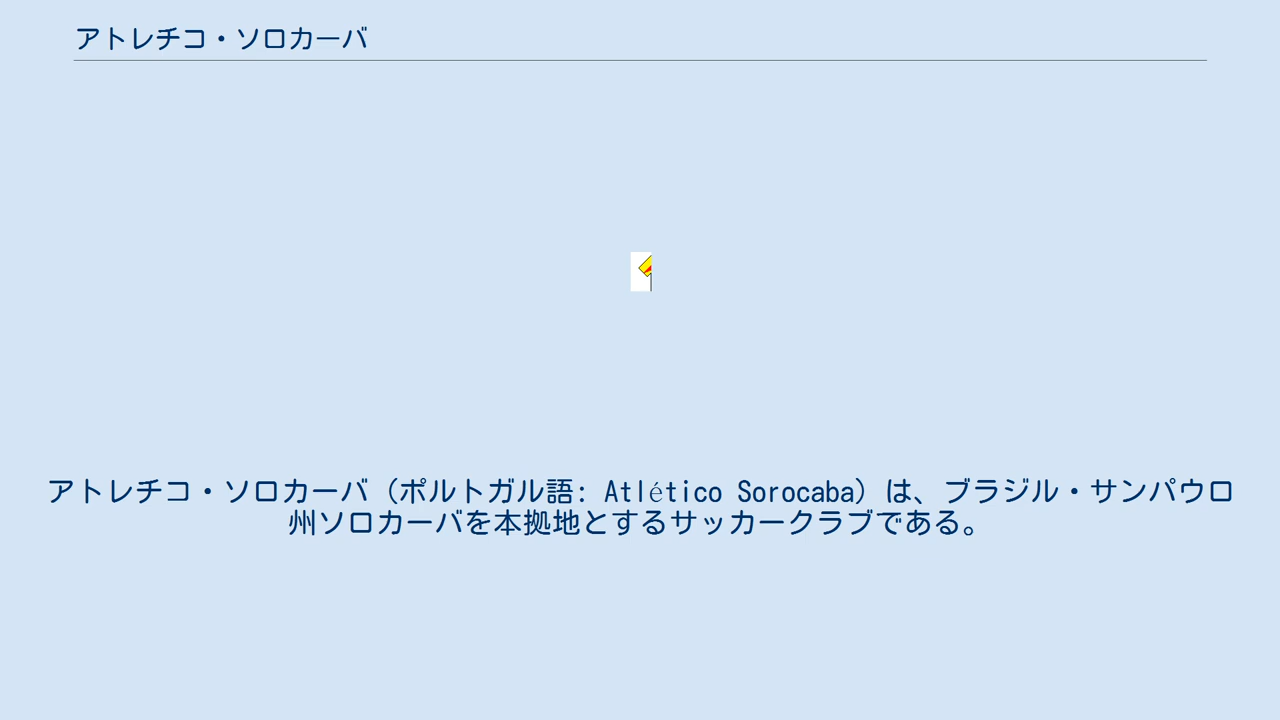 アトレチコ・ソロカーバ
アトレチコ・ソロカーバ（ポルトガル語: Atlético Sorocaba）は、ブラジル・サンパウロ
州ソロカーバを本拠地とするサッカークラブである。